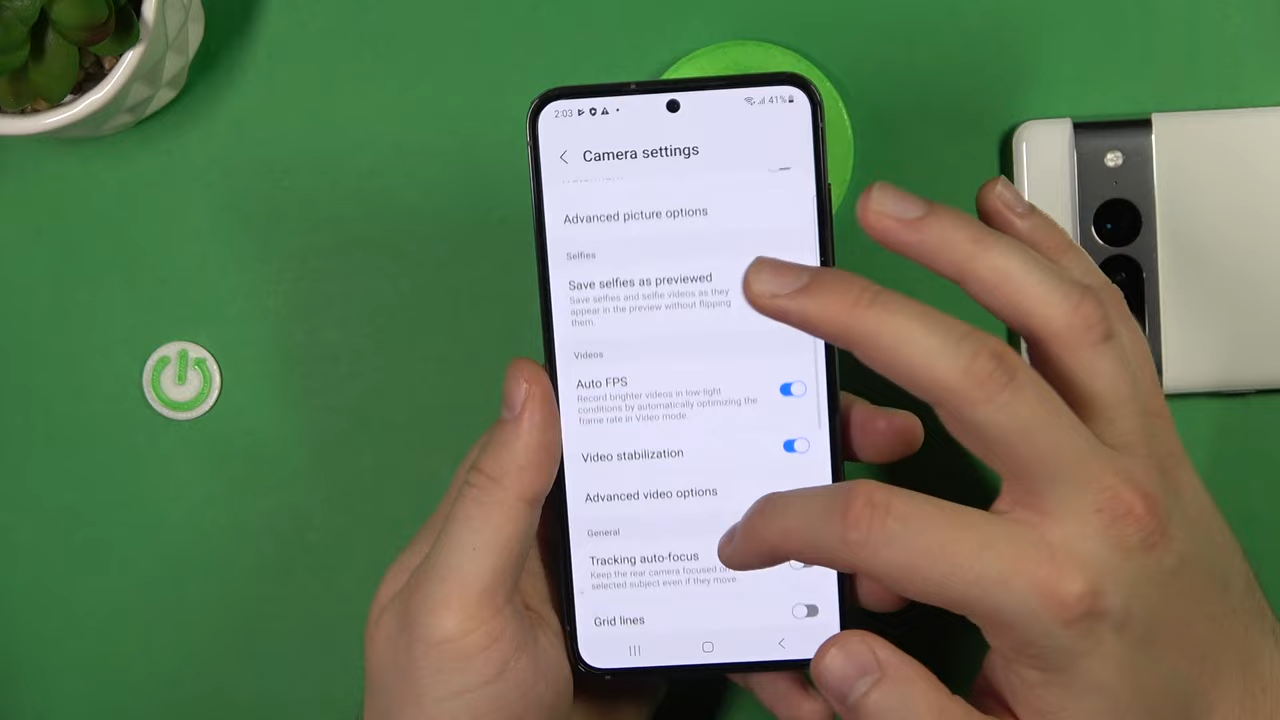 2:03
41%
Camera settings
Advanced picture options
Selfies
Save selfies as previewed
Save selfies and selfie videos as they
appear in the preview without flipping
them.
Videos
Auto FPS
Record brighter videos in low light
conditions by automatically optimizing the
frame rate in Video mode.
Video stabilization
Advanced video options
General
Tracking auto-focus
Keep the rear camera focused on
selected subject even if they move.
Grid lines